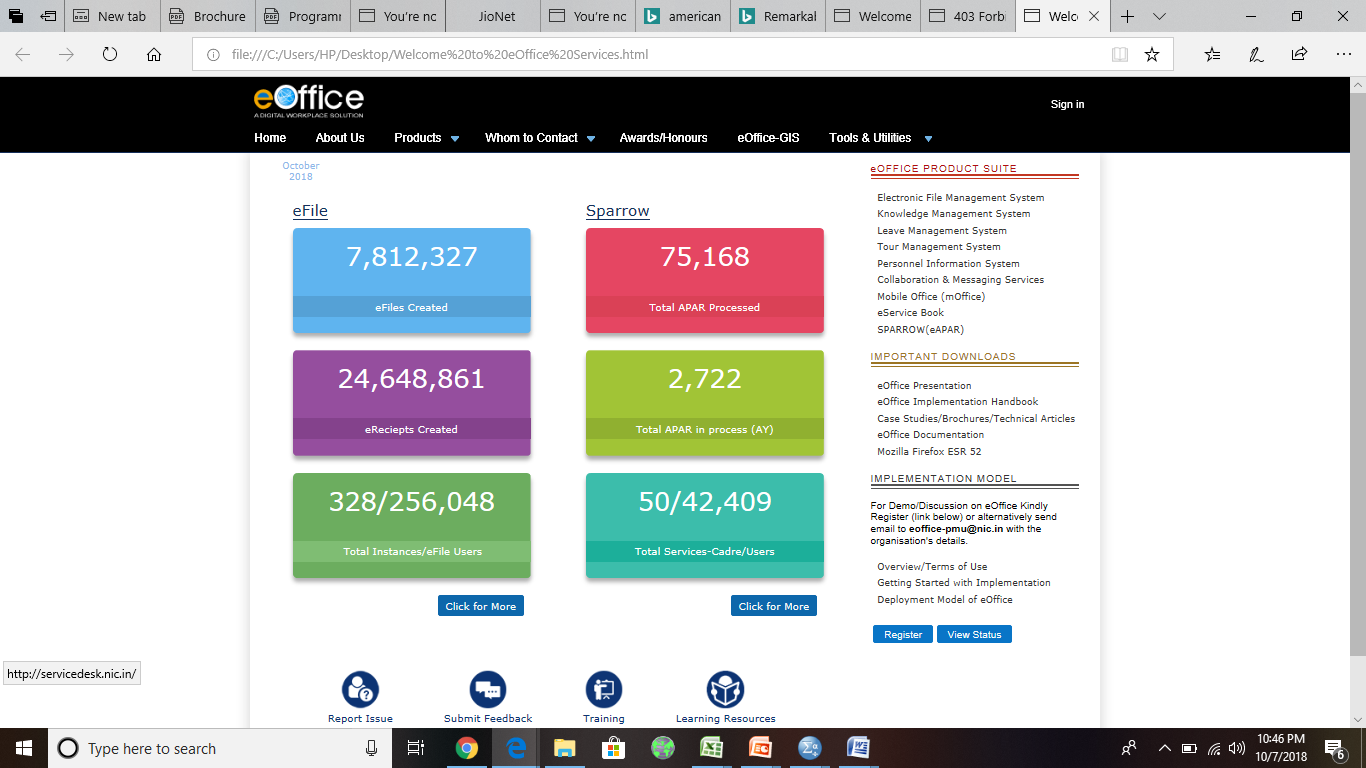 New tab
Brochure
Programm
You're nc
JioNet
You're nc
american
Remarkal
Welcome
403 Forbi
Welc
file:///C:/Users/HP/Desktop/Welcome%20to%20eOffice%20Services.html
eOffice
A DIGITAL WORKPLACE SOLUTION
Sign in
Home About Us Products Whom to Contact Awards/Honours eOffice-GIS Tools & Utilities
October
2018
eFile
7,812,327
eFiles Created
24,648,861
eReciepts Created
328/256,048
Total Instances/eFile Users
Click for More
Sparrow
75,168
Total APAR Processed
2,722
Total APAR in process (AY)
50/42,409
Total Services-Cadre/Users
Click for More
eOFFICE PRODUCT SUITE
Electronic File Management System
Knowledge Management System
Leave Management System
Tour Management System
Personnel Information System
Collaboration & Messaging Services
Mobile Office (mOffice)
eService Book
SPARROW(eAPAR)
IMPORTANT DOWNLOADS
eOffice Presentation
eOffice Implementation Handbook
Case Studies/Brochures/Technical Articles
eOffice Documentation
Mozilla Firefox ESR 52
IMPLEMENTATION MODEL
For Demo/Discussion on eOffice Kindly
Register (link below) or alternatively send
email to eoffice-pmu@nic.in with the
organisation's details.
Overview/Terms of Use
Getting Started with Implementation
Deployment Model of eOffice
Register View Status
http://servicedesk.nic.in/
Report Issue Submit Feedback Training Learning Resources
Type here to search
10:46 PM
10/7/2018
6